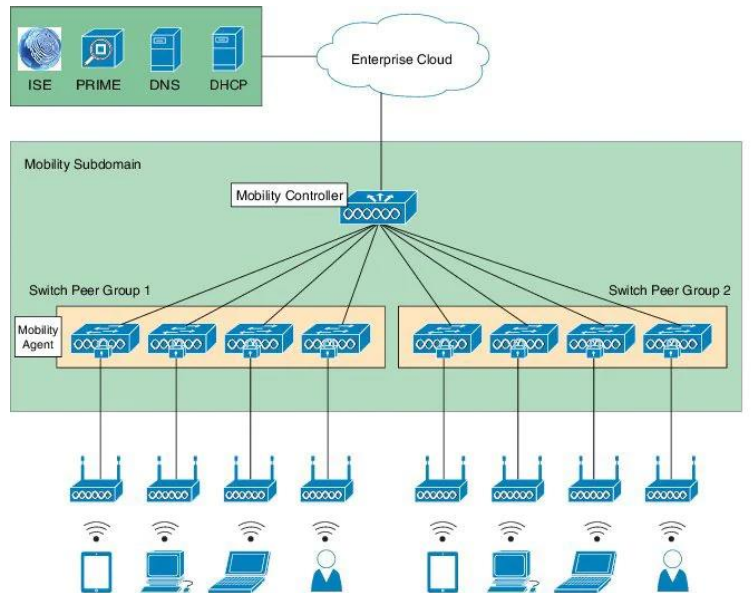 Enterprise Cloud
ISE PRIME DNS DHCP
Mobility Subdomain
Mobility Controller
Switch Peer Group 1
Switch Peer Group 2
Mobility
Agent